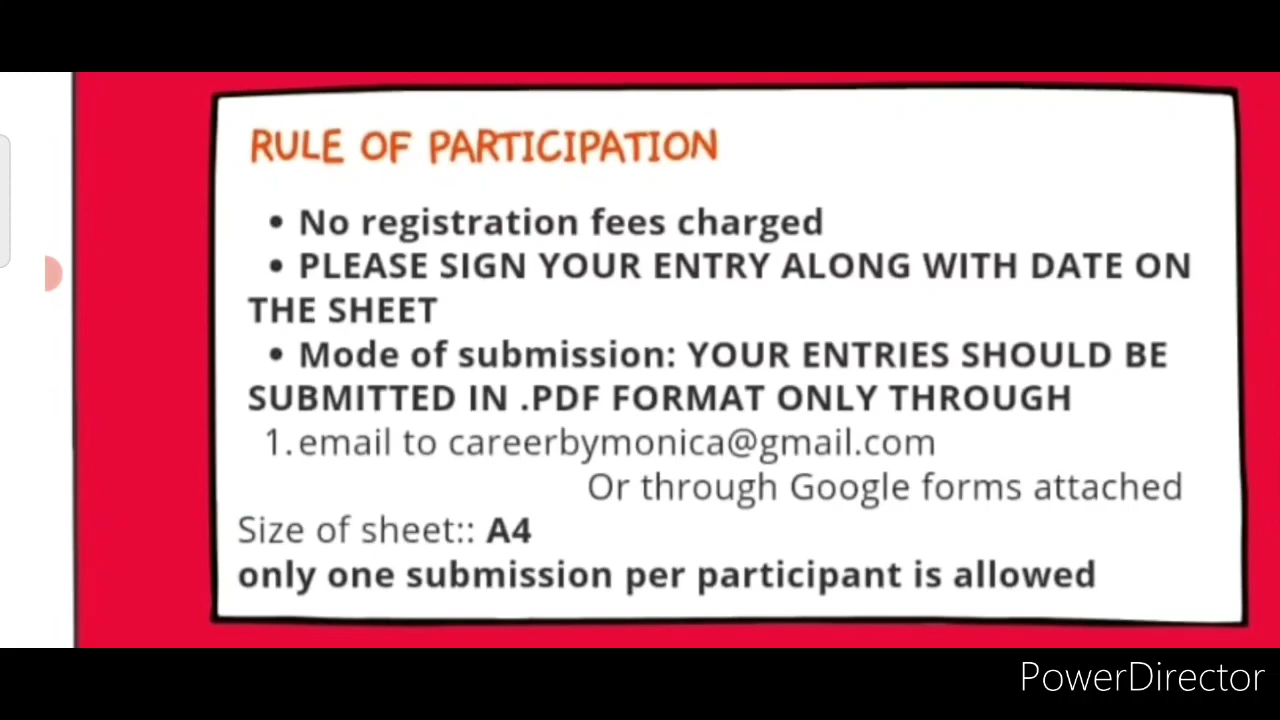 RULE OF PARTICIPATION
• No registration fees charged
• PLEASE SIGN YOUR ENTRY ALONG WITH DATE ON
THE SHEET
• Mode of submission: YOUR ENTRIES SHOULD BE
SUBMITTED IN .PDF FORMAT ONLY THROUGH
1. email to careerbymonica@gmail.com
Or through Google forms attached
Size of sheet:: A4
only one submission per participant is allowed
PowerDirector